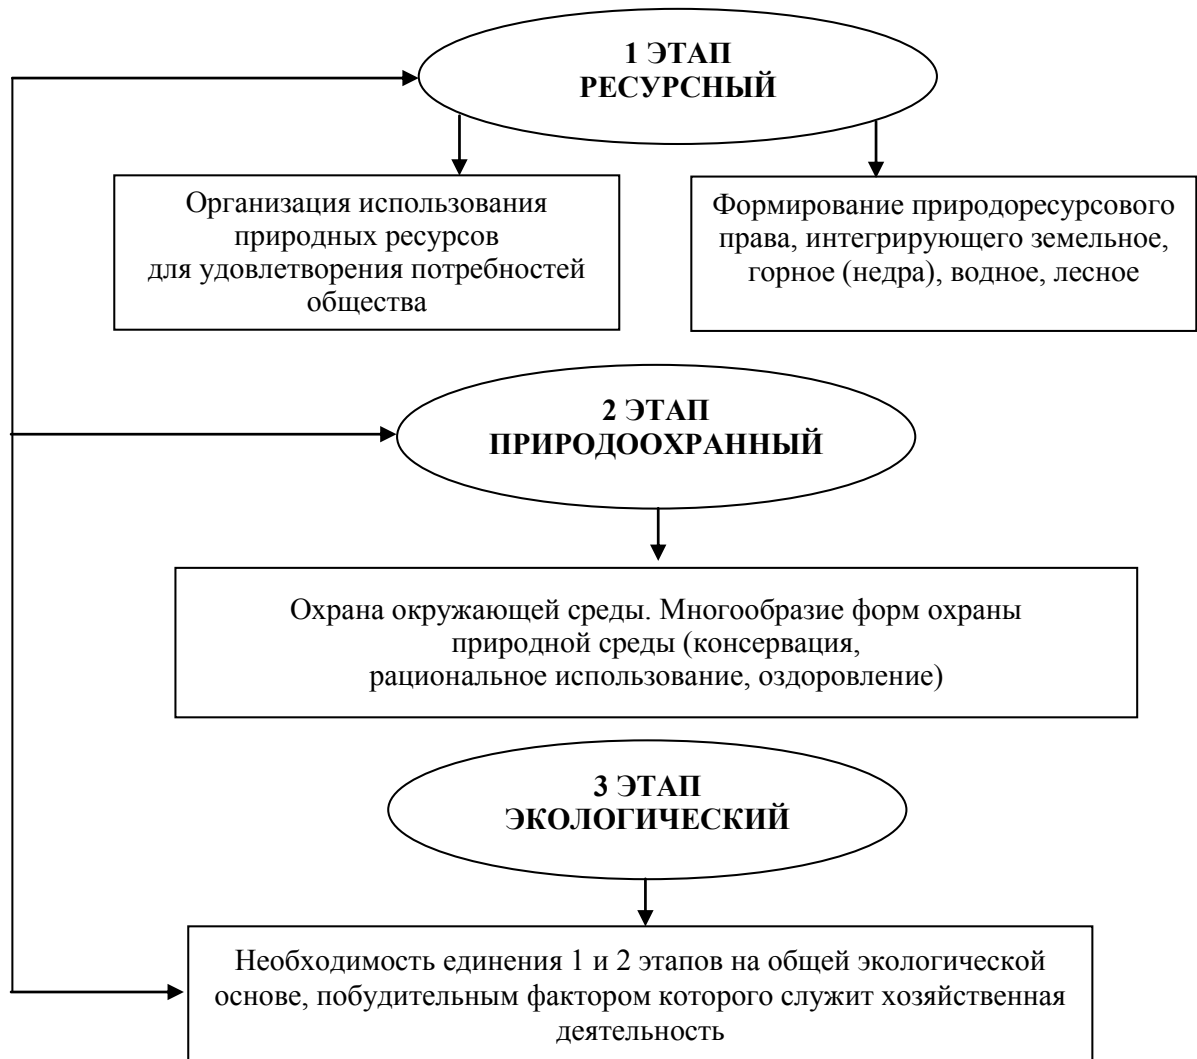 1 ЭТАП
РЕСУРСНЫЙ
Организация использования
природных ресурсов
для удовлетворения потребностей
общества
Формирование природоресурсового
права, интегрирующего земельное,
горное (недра), водное, лесное
2 ЭТАП
ПРИРОДООХРАННЫЙ
Охрана окружающей среды. Многообразие форм охраны
природной среды (консервация,
рациональное использование, оздоровление)
3 ЭТАП
ЭКОЛОГИЧЕСКИЙ
Необходимость единения 1 и 2 этапов на общей экологической
основе, побудительным фактором которого служит хозяйственная
деятельность